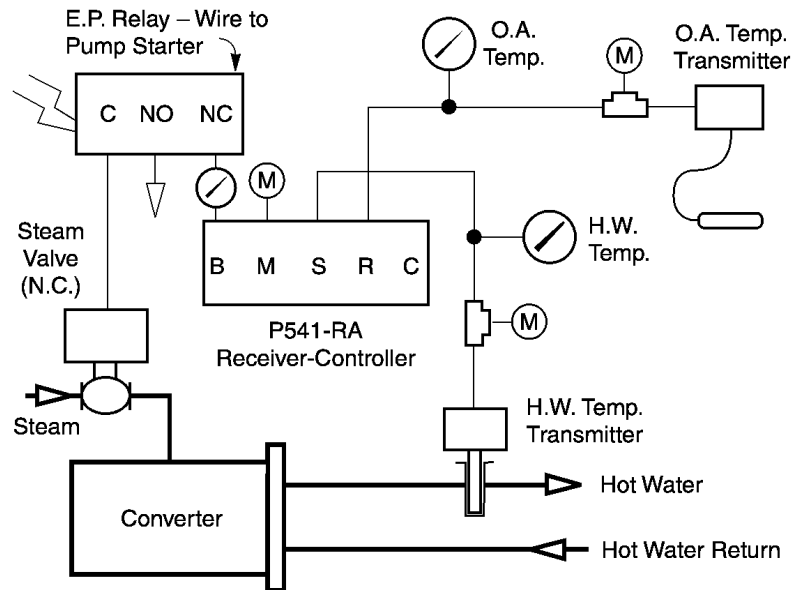 E.P. Relay – Wire to
Pump Starter
O.A.
Temp.
O.A. Temp.
Transmitter
M
C NO NC
M
Steam
Valve
(N.C.)
B M S R C
H.W.
Temp.
P541-RA
Receiver-Controller
M
Steam
H.W. Temp.
Transmitter
Converter
Hot Water
Hot Water Return